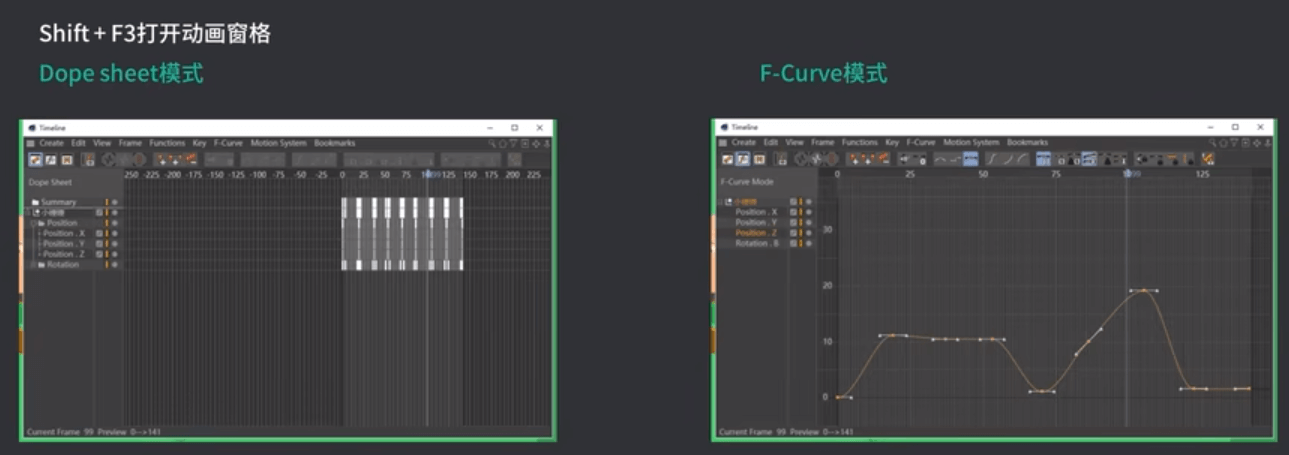 Shift + F3打开动画窗格
Dope sheet模式
F-Curve模式
Timeline
Create Edit View Frame Functions Key F-Curve Motion System Bookmarks
250 -225 -200 -175 -150 -125 -100 -75 -50 -25 0 25 50 75 125 150 175 200 225
Dope Sheet
Summary
Position
Position . X
Position . Y
Position . Z
Rotation
Current Frame 99 Preview 0-->141
Timeline
Create Edit View Frame Functions Key F-Curve Motion System Bookmarks
0 25 50 75 125
F-Curve Mode
Position . X
Position . Y
Position . Z
Rotation . B
30
20
10
0
Current Frame 99 Preview 0-->141